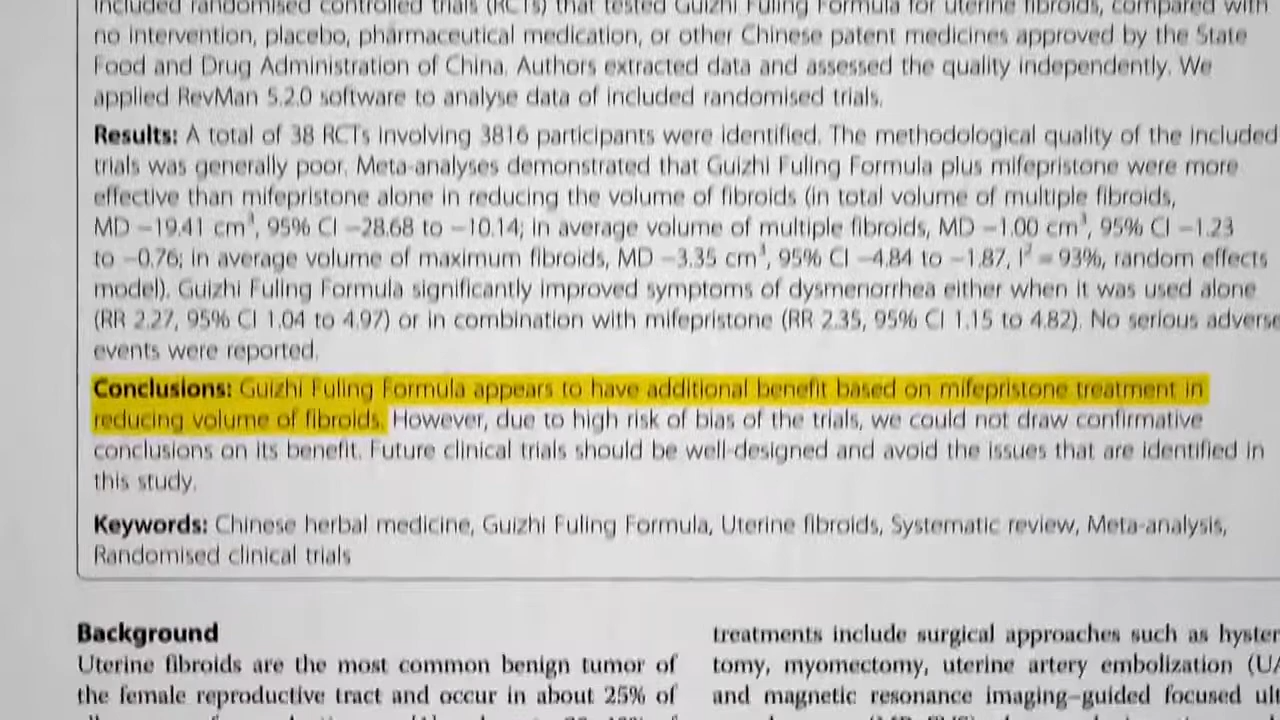 included randomised controlled trials (RCTs) that tested Guizhi Fuling Formula for uterine fibroids, compared with
no intervention, placebo, pharmaceutical medication, or other Chinese patent medicines approved by the State
Food and Drug Administration of China. Authors extracted data and assessed the quality independently. We
applied RevMan 5.2.0 software to analyse data of included randomised trials.
Results: A total of 38 RCTs involving 3816 participants were identified. The methodological quality of the included
trials was generally poor. Meta-analyses demonstrated that Guizhi Fuling Formula plus mifepristone were more
effective than mifepristone alone in reducing the volume of fibroids (in total volume of multiple fibroids,
MD −19.41 cm³, 95% CI −28.68 to −10.14; in average volume of multiple fibroids, MD −1.00 cm³, 95% CI −1.23
to −0.76; in average volume of maximum fibroids, MD −3.35 cm³, 95% CI −4.84 to −1.87, I² = 93%, random effects
model). Guizhi Fuling Formula significantly improved symptoms of dysmenorrhea either when it was used alone
(RR 2.27, 95% CI 1.04 to 4.97) or in combination with mifepristone (RR 2.35, 95% CI 1.15 to 4.82). No serious adverse
events were reported.
Conclusions: Guizhi Fuling Formula appears to have additional benefit based on mifepristone treatment in
reducing volume of fibroids. However, due to high risk of bias of the trials, we could not draw confirmative
conclusions on its benefit. Future clinical trials should be well-designed and avoid the issues that are identified in
this study.
Keywords: Chinese herbal medicine, Guizhi Fuling Formula, Uterine fibroids, Systematic review, Meta-analysis,
Randomised clinical trials
Background
Uterine fibroids are the most common benign tumor of
the female reproductive tract and occur in about 25% of
treatments include surgical approaches such as hyster
tomy, myomectomy, uterine artery embolization (UA
and magnetic resonance imaging–guided focused ult